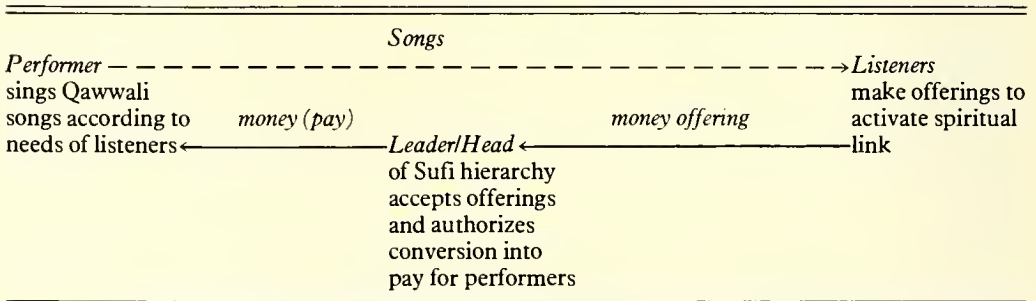 Songs
Performer – – – – – – – – – – – – – – – – – – – – – – – – – – – – →Listeners
sings Qawwali make offerings to
songs according to money (pay) money offering activate spiritual
needs of listeners← Leader/Head ← link
of Sufi hierarchy
accepts offerings
and authorizes
conversion into
pay for performers